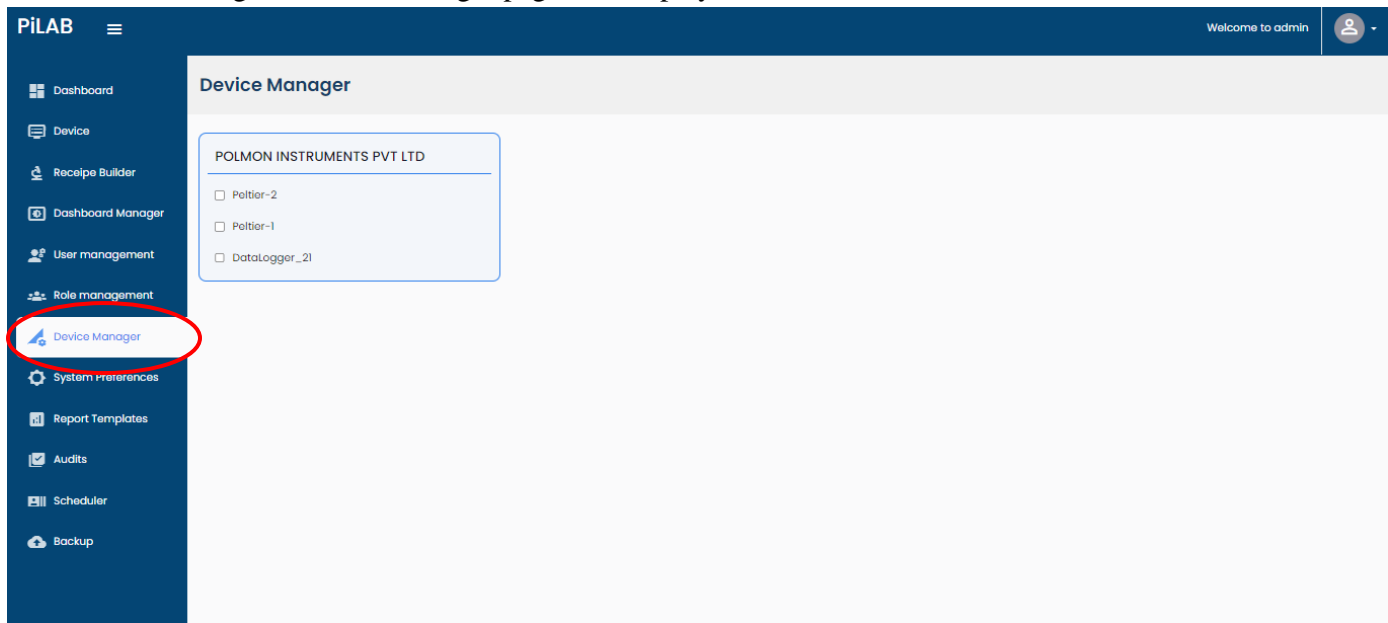 PiLAB
Welcome to admin
Dashboard
Device
Receipe Builder
Dashboard Manager
User management
Role management
Device Manager
System Preferences
Report Templates
Audits
Scheduler
Backup
Device Manager
POLMON INSTRUMENTS PVT LTD
Peltier-2
Peltier-1
DataLogger_21